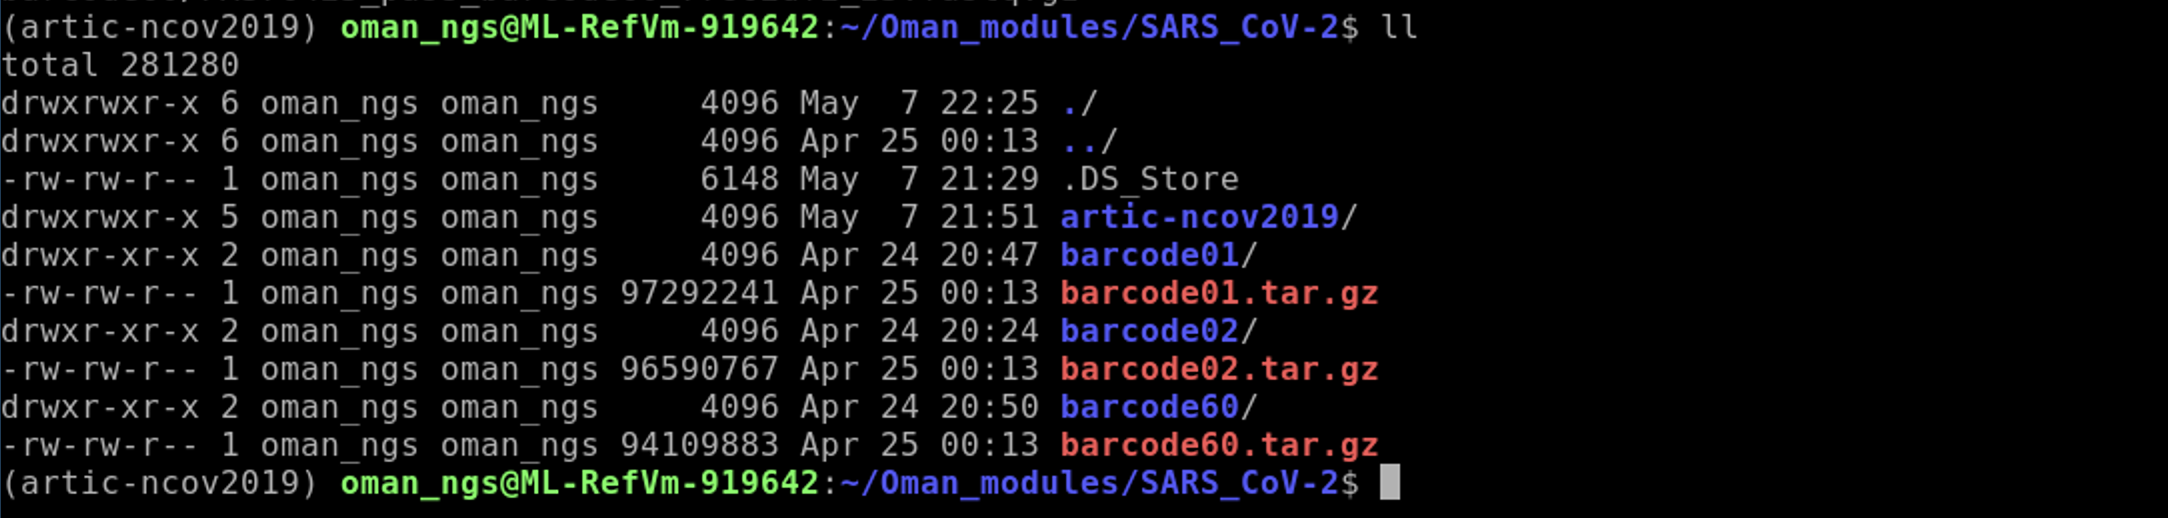 (artic-ncov2019) oman_ngs@ML-RefVm-919642:~/Oman_modules/SARS_CoV-2$ ll
total 281280
drwxrwxr-x 6 oman_ngs oman_ngs     4096 May  7 22:25 ./
drwxrwxr-x 6 oman_ngs oman_ngs     4096 Apr 25 00:13 ../
-rw-rw-r-- 1 oman_ngs oman_ngs     6148 May  7 21:29 .DS_Store
drwxrwxr-x 5 oman_ngs oman_ngs     4096 May  7 21:51 artic-ncov2019/
drwxr-xr-x 2 oman_ngs oman_ngs     4096 Apr 24 20:47 barcode01/
-rw-rw-r-- 1 oman_ngs oman_ngs 97292241 Apr 25 00:13 barcode01.tar.gz
drwxr-xr-x 2 oman_ngs oman_ngs     4096 Apr 24 20:24 barcode02/
-rw-rw-r-- 1 oman_ngs oman_ngs 96590767 Apr 25 00:13 barcode02.tar.gz
drwxr-xr-x 2 oman_ngs oman_ngs     4096 Apr 24 20:50 barcode60/
-rw-rw-r-- 1 oman_ngs oman_ngs 94109883 Apr 25 00:13 barcode60.tar.gz
(artic-ncov2019) oman_ngs@ML-RefVm-919642:~/Oman_modules/SARS_CoV-2$